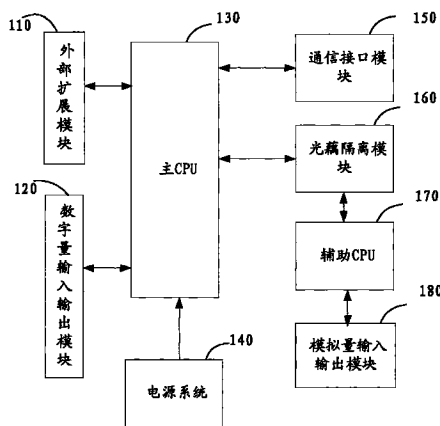 110
外部扩展模块
120
数字量输入输出模块
130
主CPU
140
电源系统
150
通信接口模
块
160
光藕隔离模块
170
辅助CPU
180
模拟量输入
输出模块